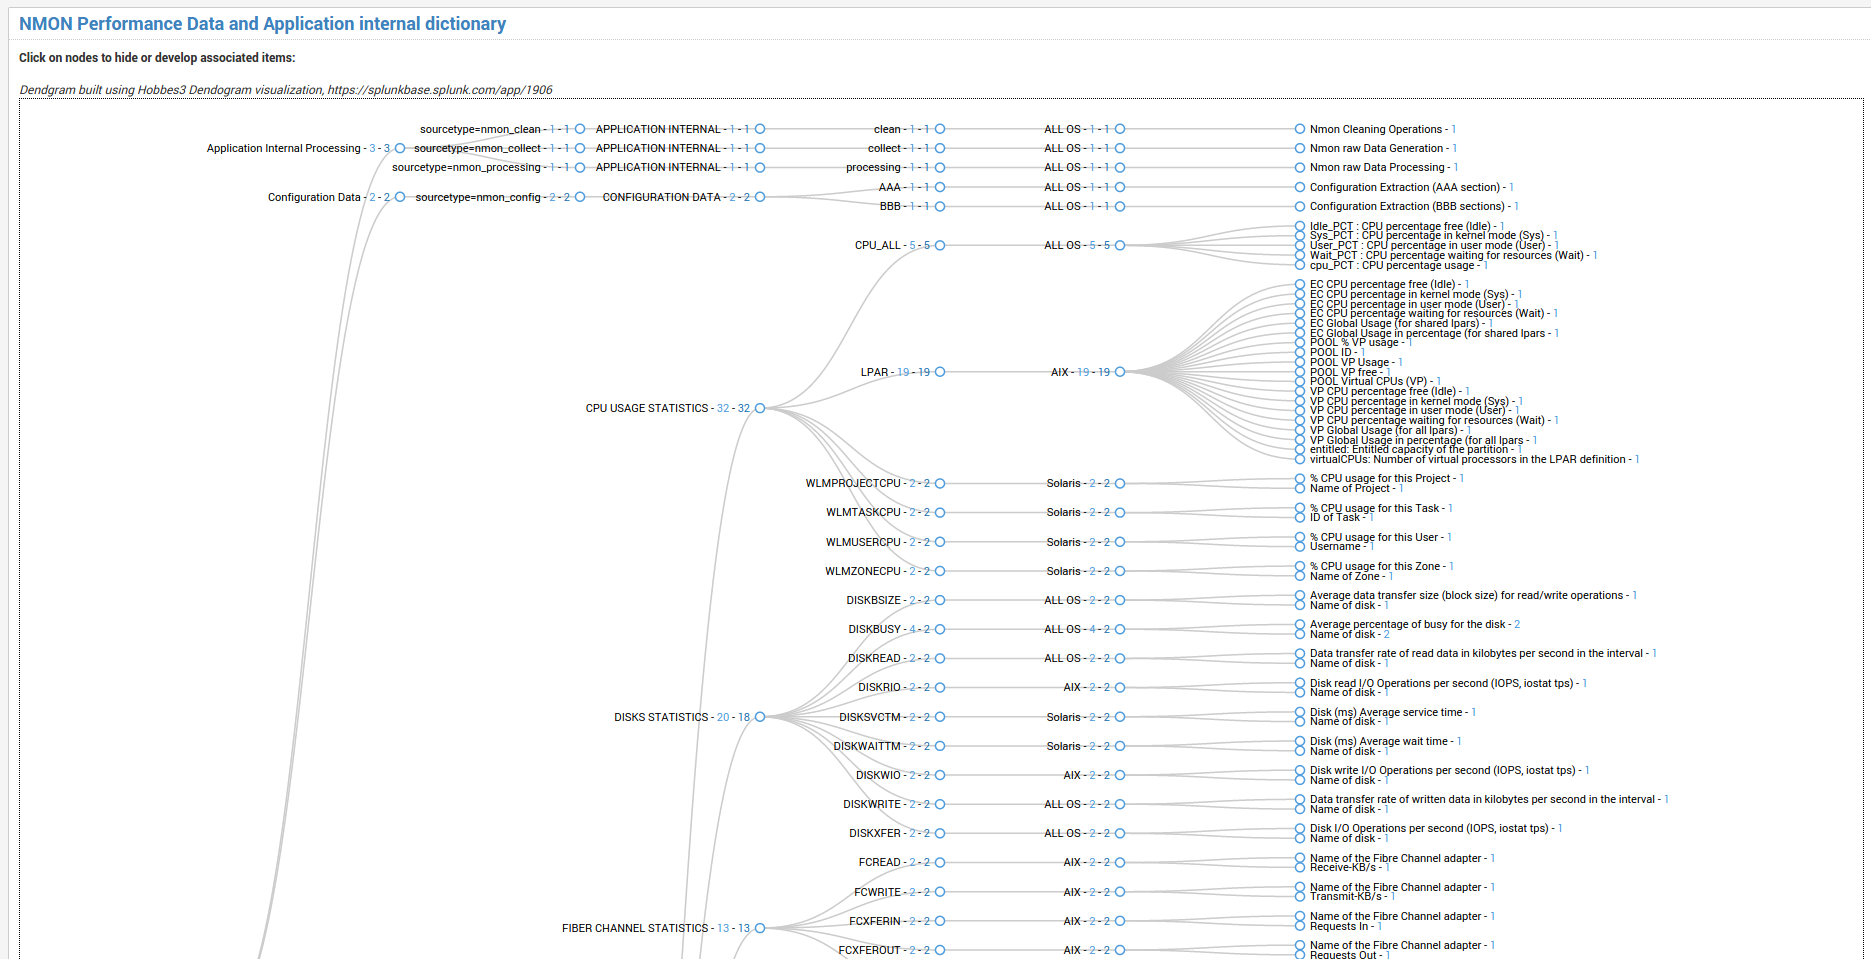 NMON Performance Data and Application internal dictionary
Click on nodes to hide or develop associated items:
Dendgram built using Hobbes3 Dendogram visualization, https://splunkbase.splunk.com/app/1906
sourcetype=nmon_clean - 1 - 1 APPLICATION INTERNAL - 1 - 1 clean - 1 - 1 ALL OS - 1 - 1 Nmon Cleaning Operations - 1
Application Internal Processing - 3 - 3 sourcetype=nmon_collect - 1 - 1 APPLICATION INTERNAL - 1 - 1 collect - 1 - 1 ALL OS - 1 - 1 Nmon raw Data Generation - 1
sourcetype=nmon_processing - 1 - 1 APPLICATION INTERNAL - 1 - 1 processing - 1 - 1 ALL OS - 1 - 1 Nmon raw Data Processing - 1
AAA - 1 - 1 ALL OS - 1 - 1 Configuration Extraction (AAA section) - 1
Configuration Data - 2 - 2 sourcetype=nmon_config - 2 - 2 CONFIGURATION DATA - 2 - 2
BBB - 1 - 1 ALL OS - 1 - 1 Configuration Extraction (BBB sections) - 1
Idle_PCT : CPU percentage free (Idle) - 1
Sys_PCT : CPU percentage in kernel mode (Sys) - 1
CPU_ALL - 5 - 5 ALL OS - 5 - 5 User_PCT : CPU percentage in user mode (User) - 1
Wait_PCT : CPU percentage waiting for resources (Wait) - 1
cpu_PCT : CPU percentage usage - 1
EC CPU percentage free (Idle) - 1
EC CPU percentage in kernel mode (Sys) - 1
EC CPU percentage in user mode (User) - 1
EC CPU percentage waiting for resources (Wait) - 1
EC Global Usage (for shared lpars) - 1
EC Global Usage in percentage (for shared lpars - 1
POOL % VP usage - 1
POOL ID - 1
POOL VP Usage - 1
LPAR - 19 - 19 AIX - 19 - 19 POOL VP free - 1
POOL Virtual CPUs (VP) - 1
VP CPU percentage free (Idle) - 1
VP CPU percentage in kernel mode (Sys) - 1
CPU USAGE STATISTICS - 32 - 32 VP CPU percentage in user mode (User) - 1
VP CPU percentage waiting for resources (Wait) - 1
VP Global Usage (for all lpars) - 1
VP Global Usage in percentage (for all lpars - 1
entitled: Entitled capacity of the partition - 1
virtualCPUs: Number of virtual processors in the LPAR definition - 1
% CPU usage for this Project - 1
WLMPROJECTCPU - 2 - 2 Solaris - 2 - 2
Name of Project - 1
% CPU usage for this Task - 1
WLMTASKCPU - 2 - 2 Solaris - 2 - 2
ID of Task - 1
% CPU usage for this User - 1
WLMUSERCPU - 2 - 2 Solaris - 2 - 2
Username - 1
% CPU usage for this Zone - 1
WLMZONECPU - 2 - 2 Solaris - 2 - 2
Name of Zone - 1
Average data transfer size (block size) for read/write operations - 1
DISKBSIZE - 2 - 2 ALL OS - 2 - 2
Name of disk - 1
Average percentage of busy for the disk - 2
DISKBUSY - 4 - 2 ALL OS - 4 - 2
Name of disk - 2
Data transfer rate of read data in kilobytes per second in the interval - 1
DISKREAD - 2 - 2 ALL OS - 2 - 2
Name of disk - 1
Disk read I/O Operations per second (IOPS, iostat tps) - 1
DISKRIO - 2 - 2 AIX - 2 - 2
Name of disk - 1
Disk (ms) Average service time - 1
DISKS STATISTICS - 20 - 18 DISKSVCTM - 2 - 2 Solaris - 2 - 2
Name of disk - 1
Disk (ms) Average wait time - 1
DISKWAITTM - 2 - 2 Solaris - 2 - 2
Name of disk - 1
Disk write I/O Operations per second (IOPS, iostat tps) - 1
DISKWIO - 2 - 2 AIX - 2 - 2
Name of disk - 1
Data transfer rate of written data in kilobytes per second in the interval - 1
DISKWRITE - 2 - 2 ALL OS - 2 - 2
Name of disk - 1
Disk I/O Operations per second (IOPS, iostat tps) - 1
DISKXFER - 2 - 2 ALL OS - 2 - 2
Name of disk - 1
Name of the Fibre Channel adapter - 1
FCREAD - 2 - 2 AIX - 2 - 2
Receive-KB/s - 1
Name of the Fibre Channel adapter - 1
FCWRITE - 2 - 2 AIX - 2 - 2
Transmit-KB/s - 1
Name of the Fibre Channel adapter - 1
FCXFERIN - 2 - 2 AIX - 2 - 2
Requests In - 1
FIBER CHANNEL STATISTICS - 13 - 13
Name of the Fibre Channel adapter - 1
FCXFEROUT - 2 - 2 AIX - 2 - 2
Requests Out - 1